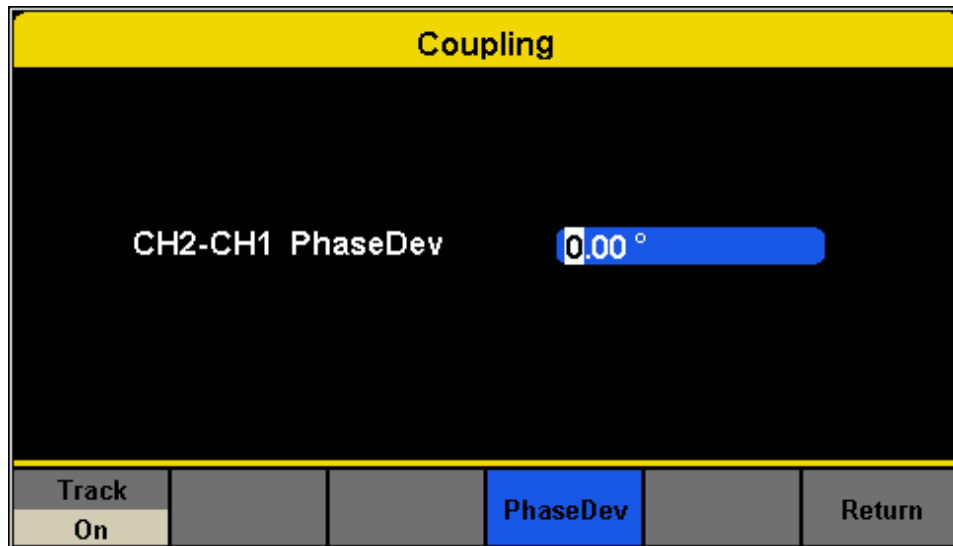 Coupling
CH2-CH1 PhaseDev
0.00 °
Track
On
PhaseDev
Return